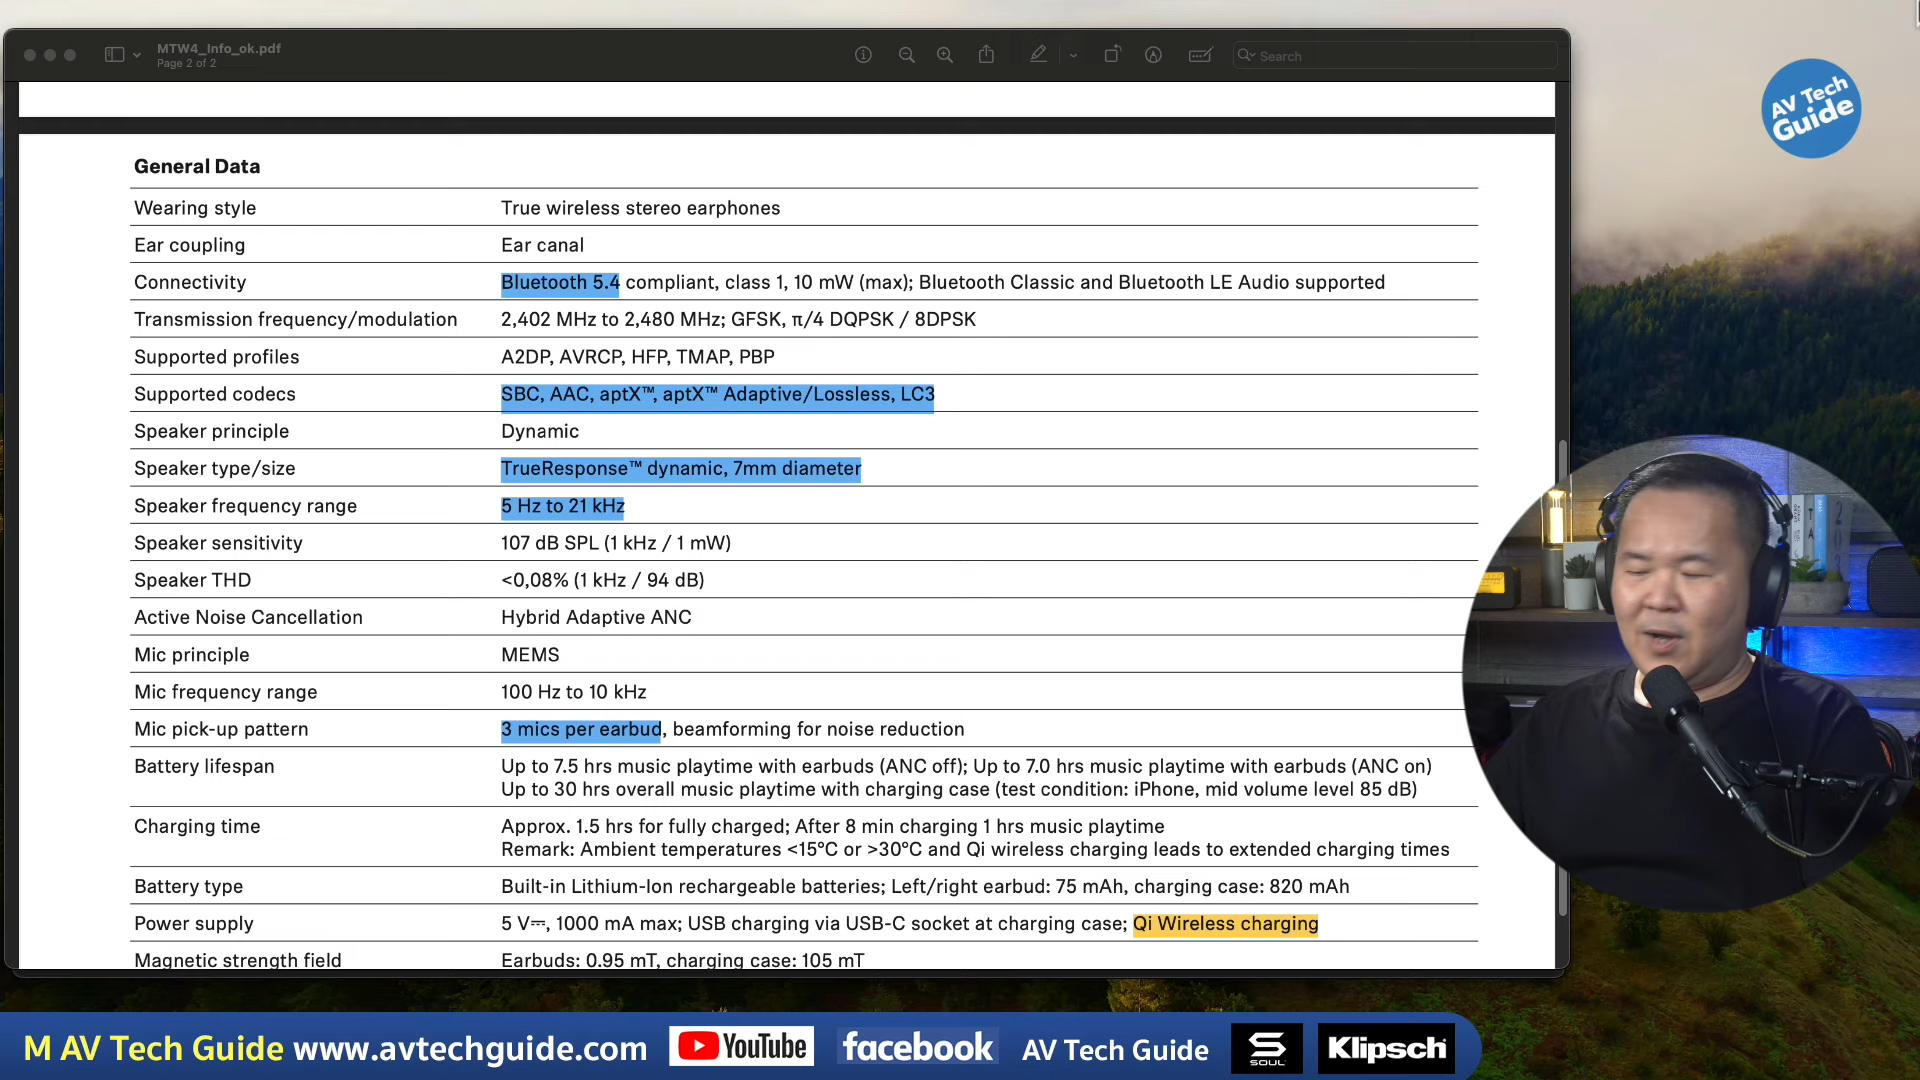 MTW4_Info_ok.pdf
Page 2 of 2
Search
AV Tech
Guide
General Data
Wearing style True wireless stereo earphones
Ear coupling Ear canal
Connectivity Bluetooth 5.4 compliant, class 1, 10 mW (max); Bluetooth Classic and Bluetooth LE Audio supported
Transmission frequency/modulation 2,402 MHz to 2,480 MHz; GFSK, π/4 DQPSK / 8DPSK
Supported profiles A2DP, AVRCP, HFP, TMAP, PBP
Supported codecs SBC, AAC, aptX™, aptX™ Adaptive/Lossless, LC3
Speaker principle Dynamic
Speaker type/size TrueResponse™ dynamic, 7mm diameter
Speaker frequency range 5 Hz to 21 kHz
Speaker sensitivity 107 dB SPL (1 kHz / 1 mW)
Speaker THD <0,08% (1 kHz / 94 dB)
Active Noise Cancellation Hybrid Adaptive ANC
Mic principle MEMS
Mic frequency range 100 Hz to 10 kHz
Mic pick-up pattern 3 mics per earbud, beamforming for noise reduction
Battery lifespan Up to 7.5 hrs music playtime with earbuds (ANC off); Up to 7.0 hrs music playtime with earbuds (ANC on)
Up to 30 hrs overall music playtime with charging case (test condition: iPhone, mid volume level 85 dB)
Charging time Approx. 1.5 hrs for fully charged; After 8 min charging 1 hrs music playtime
Remark: Ambient temperatures <15°C or >30°C and Qi wireless charging leads to extended charging times
Battery type Built-in Lithium-Ion rechargeable batteries; Left/right earbud: 75 mAh, charging case: 820 mAh
Power supply 5 V⎓, 1000 mA max; USB charging via USB-C socket at charging case; Qi Wireless charging
Magnetic strength field Earbuds: 0.95 mT, charging case: 105 mT
M AV Tech Guide www.avtechguide.com YouTube facebook AV Tech Guide SOUL Klipsch